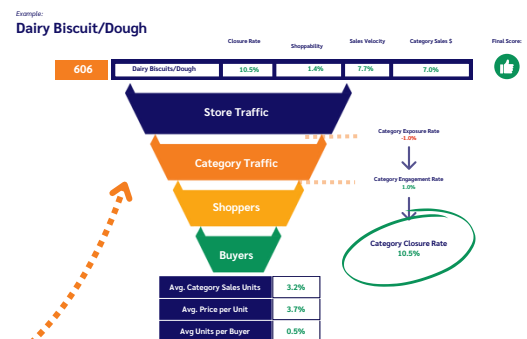 Example:
Dairy Biscuit/Dough
Closure Rate
Shoppability
Sales Velocity
Category Sales $
Final Score:
606
Dairy Biscuits/Dough
10.5%
1.4%
7.7%
7.0%
Store Traffic
Category Exposure Rate
-1.0%
Category Traffic
Category Engagement Rate
1.0%
Shoppers
Category Closure Rate
10.5%
Buyers
Avg. Category Sales Units
3.2%
Avg. Price per Unit
3.7%
Avg Units per Buyer
0.5%